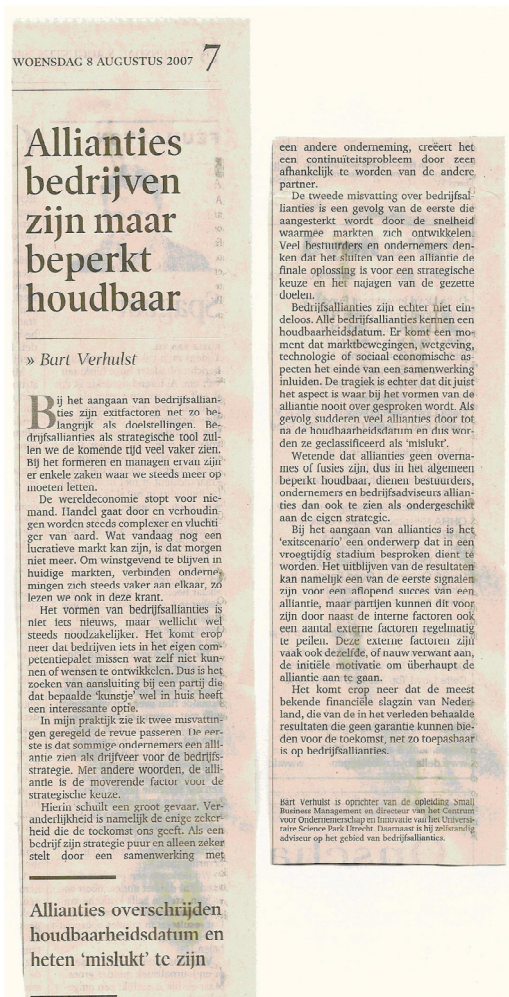 WOENSDAG 8 AUGUSTUS 2007 7
Allianties
bedrijven
zijn maar
beperkt
houdbaar
» Bart Verhulst
Bij het aangaan van bedrijfsallian-
ties zijn exitfactoren net zo be-
langrijk als doelstellingen. Be-
drijfsallianties als strategische tool zul-
len we de komende tijd veel vaker zien.
Bij het formeren en managen ervan zijn
er enkele zaken waar we steeds meer op
moeten letten.
De wereldeconomie stopt voor nie-
mand. Handel gaat door en verhoudin-
gen worden steeds complexer en vluchti
ger van aard. Wat vandaag nog een
lucratieve markt kan zijn, is dat morgen
niet meer. Om winstgevend te blijven in
huidige markten, verbinden onderne-
mingen zich steeds vaker aan elkaar, zo
lezen we ook in deze krant.
Het vormen van bedrijfsallianties is
niet iets nieuws, maar wellicht wel
steeds noodzakelijker. Het komt erop
neer dat bedrijven iets in het eigen com-
petentiepalet missen wat zelf niet kun-
nen of wensen te ontwikkelen. Dus is het
zoeken van aansluiting bij een partij die
dat bepaalde 'kunstje' wel in huis heeft
een interessante optie.
In mijn praktijk zie ik twee misvattin-
gen geregeld de revue passeren. De eer-
ste is dat sommige ondernemers een alli-
antie zien als drijfveer voor de bedrijfs-
strategie. Met andere woorden, de alli-
antie is de moverende factor voor de
strategische keuze.
Hierin schuilt een groot gevaar. Ver-
anderlijkheid is namelijk de enige zeker-
heid die de toekomst ons geeft. Als een
bedrijf zijn strategie puur en alleen zeker
stelt door een samenwerking met
Allianties overschrijden
houdbaarheidsdatum en
heten 'mislukt' te zijn
een andere onderneming, creëert het
een continuïteitsprobleem door zeer
afhankelijk te worden van de andere
partner.
De tweede misvatting over bedrijfsal-
lianties is een gevolg van de eerste die
aangesterkt wordt door de snelheid
waarmee markten zich ontwikkelen.
Veel bestuurders en ondernemers den-
ken dat het sluiten van een alliantie de
finale oplossing is voor een strategische
keuze en het najagen van de gezette
doelen.
Bedrijfsallianties zijn echter niet ein-
deloos. Alle bedrijfsallianties kennen een
houdbaarheidsdatum. Er komt een mo-
ment dat marktbewegingen, wetgeving,
technologie of sociaal economische as-
pecten het einde van een samenwerking
inluiden. De tragiek is echter dat dit juist
het aspect is waar bij het vormen van de
alliantie nooit over gesproken wordt. Als
gevolg sudderen veel allianties door tot
na de houdbaarheidsdatum en dus wor-
den ze geclassificeerd als 'mislukt'.
Wetende dat allianties geen overna-
mes of fusies zijn, dus in het algemeen
beperkt houdbaar, dienen bestuurders,
ondernemers en bedrijfsadviseurs allian-
ties dan ook te zien als ondergeschikt
aan de eigen strategie.
Bij het aangaan van allianties is het
'exitscenario' een onderwerp dat in een
vroegtijdig stadium besproken dient te
worden. Het uitblijven van de resultaten
kan namelijk een van de eerste signalen
zijn voor een aflopend succes van een
alliantie, maar partijen kunnen dit voor
zijn door naast de interne factoren ook
een aantal externe factoren regelmatig
te peilen. Deze externe factoren zijn
vaak ook dezelfde, of nauw verwant aan,
de initiële motivatie om überhaupt de
alliantie aan te gaan.
Het komt erop neer dat de meest
bekende financiële slagzin van Neder-
land, die van de in het verleden behaalde
resultaten die geen garantie kunnen bie-
den voor de toekomst, net zo toepasbaar
is op bedrijfsallianties.
Bart Verhulst is oprichter van de opleiding Small
Business Management en directeur van het Centrum
voor Ondernemerschap en Innovatie van het Universi-
taire Science Park Utrecht. Daarnaast is hij zelfstandig
adviseur op het gebied van bedrijfsalliantics.